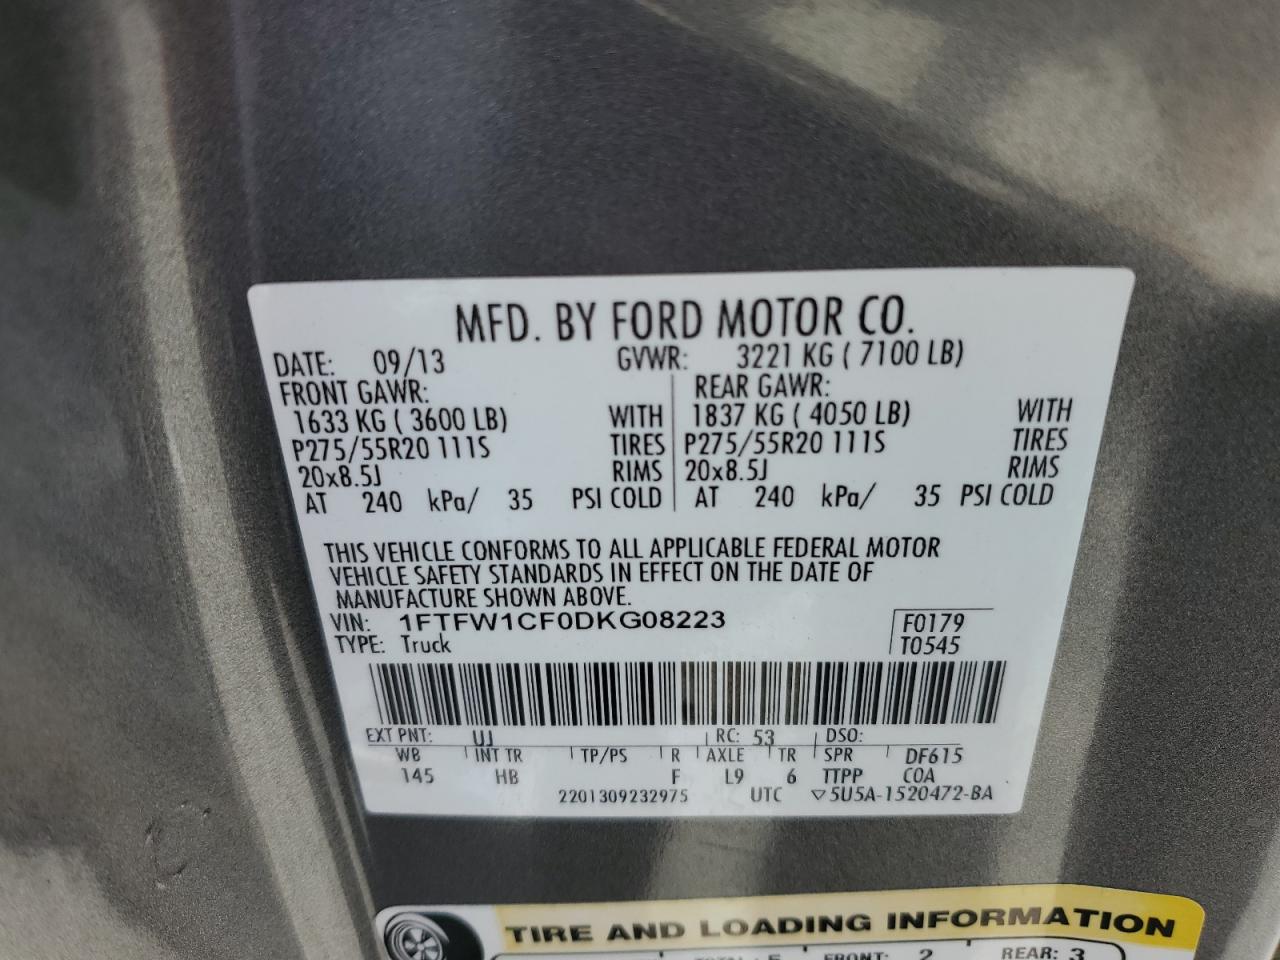 MFD. BY FORD MOTOR CO.
DATE: 09/13 GVWR: 3221 KG ( 7100 LB)
FRONT GAWR: REAR GAWR:
1633 KG ( 3600 LB) WITH 1837 KG ( 4050 LB) WITH
P275/55R20 111S TIRES P275/55R20 111S TIRES
20x8.5J RIMS 20x8.5J RIMS
AT 240 kPa/ 35 PSI COLD AT 240 kPa/ 35 PSI COLD
THIS VEHICLE CONFORMS TO ALL APPLICABLE FEDERAL MOTOR
VEHICLE SAFETY STANDARDS IN EFFECT ON THE DATE OF
MANUFACTURE SHOWN ABOVE.
VIN: 1FTFW1CF0DKG08223 F0179
TYPE: Truck T0545
EXT PNT: UJ RC: 53 DSO:
WB INT TR TP/PS R AXLE TR SPR DF615
145 HB F L9 6 TTPP C0A
2201309232975 UTC ▽5U5A-1520472-BA
TIRE AND LOADING INFORMATION
FRONT: 2 REAR: 3